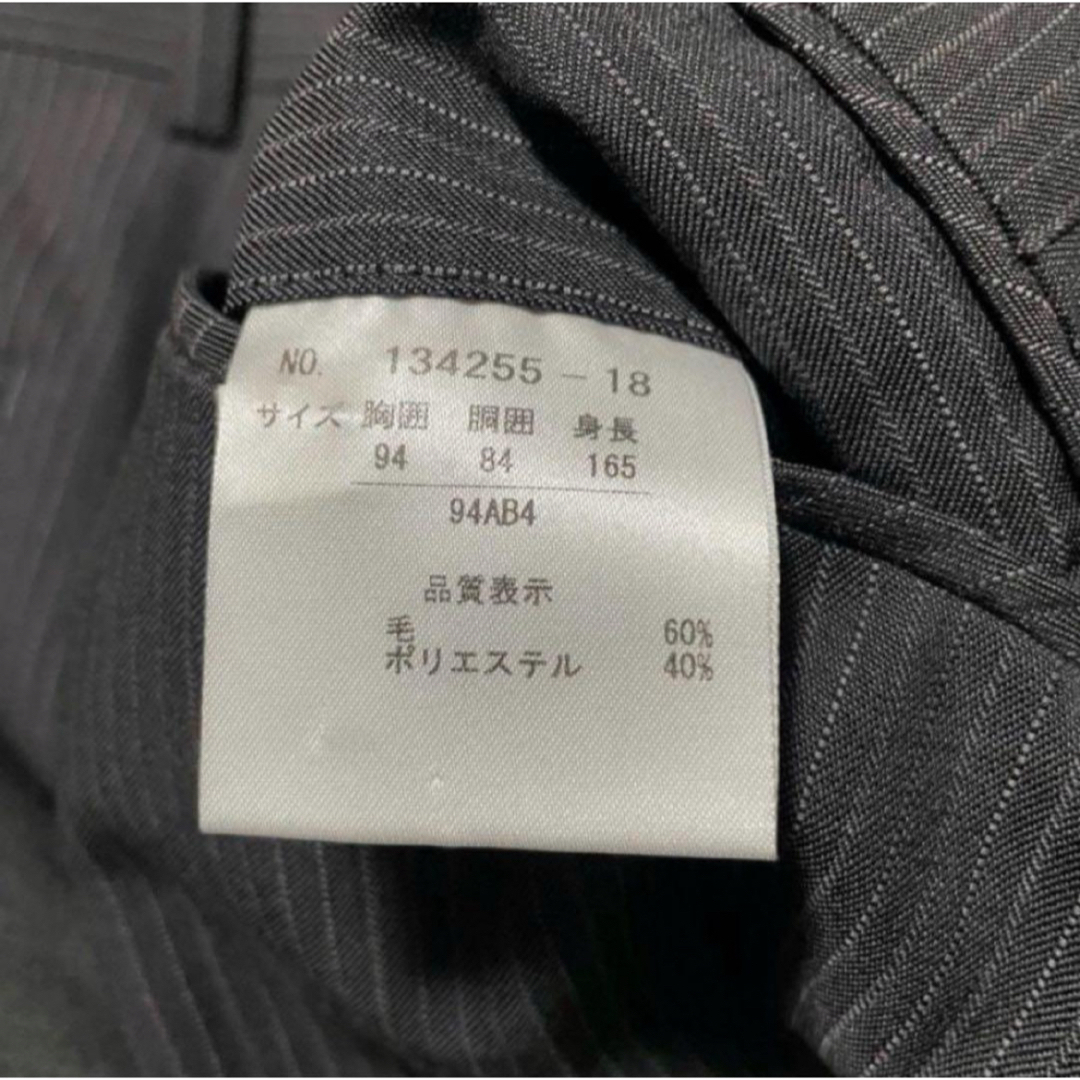 NO. 134255-18
サイズ 胸囲 胴囲 身長
94 84 165
94AB4
品質表示
毛 60%
ポリエステル 40%